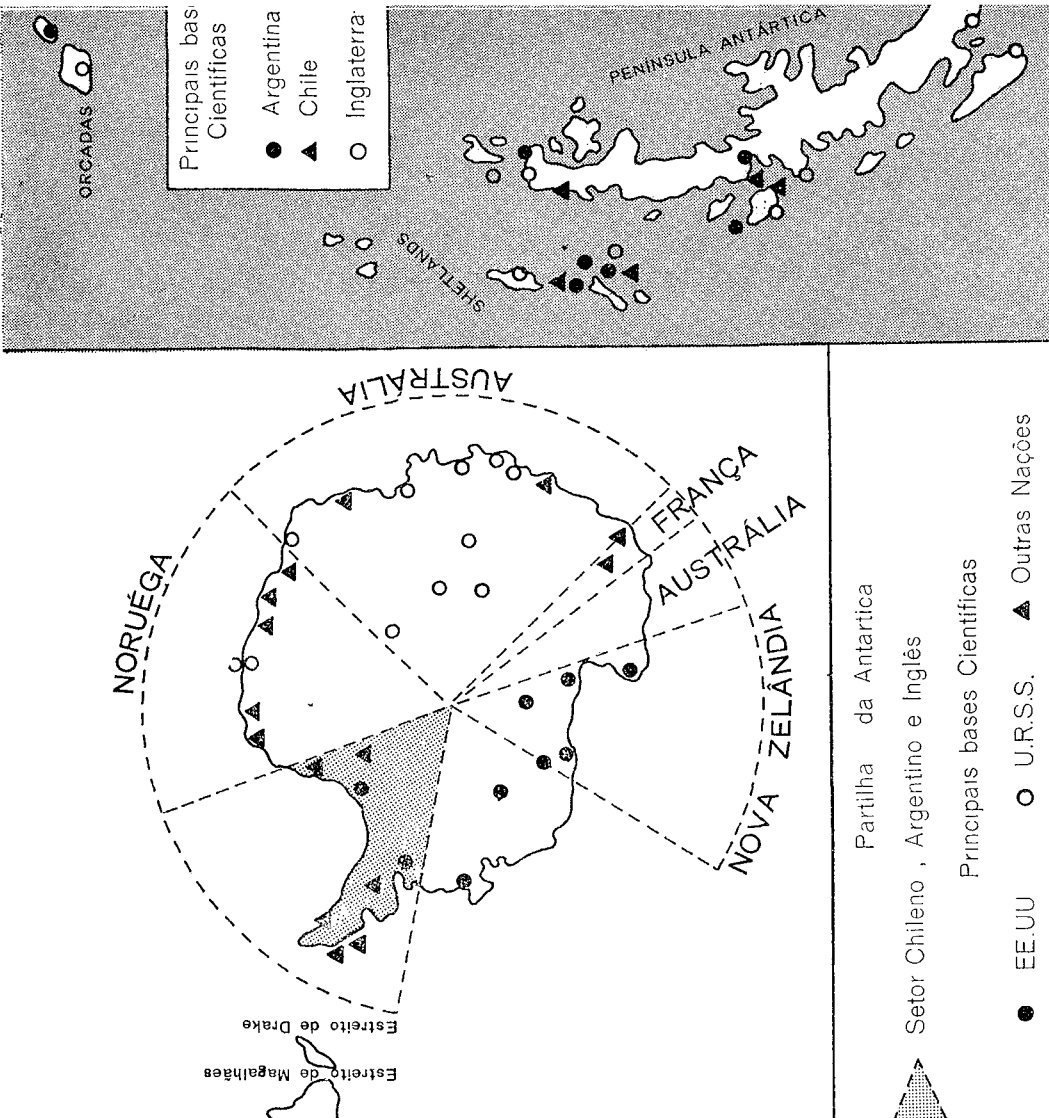 ORCADAS
Principais bas
Científicas
Argentina
Chile
Inglaterra
PENÍNSULA ANTÁRTICA
SHETLANDS
AUSTRÁLIA
NORUÉGA
FRANÇA
AUSTRÁLIA
NOVA ZELÂNDIA
Estreito de Drake
Estreito de Magalhães
Partilha da Antartica
Setor Chileno , Argentino e Inglês
Principais bases Científicas
EE.UU U.R.S.S. Outras Nações